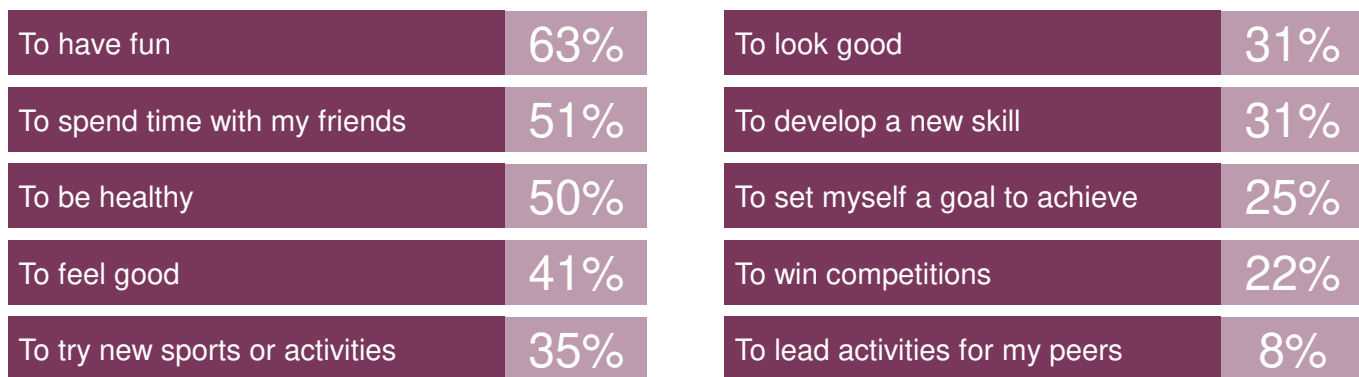 To have fun 63%
To spend time with my friends 51%
To be healthy 50%
To feel good 41%
To try new sports or activities 35%
To look good 31%
To develop a new skill 31%
To set myself a goal to achieve 25%
To win competitions 22%
To lead activities for my peers 8%